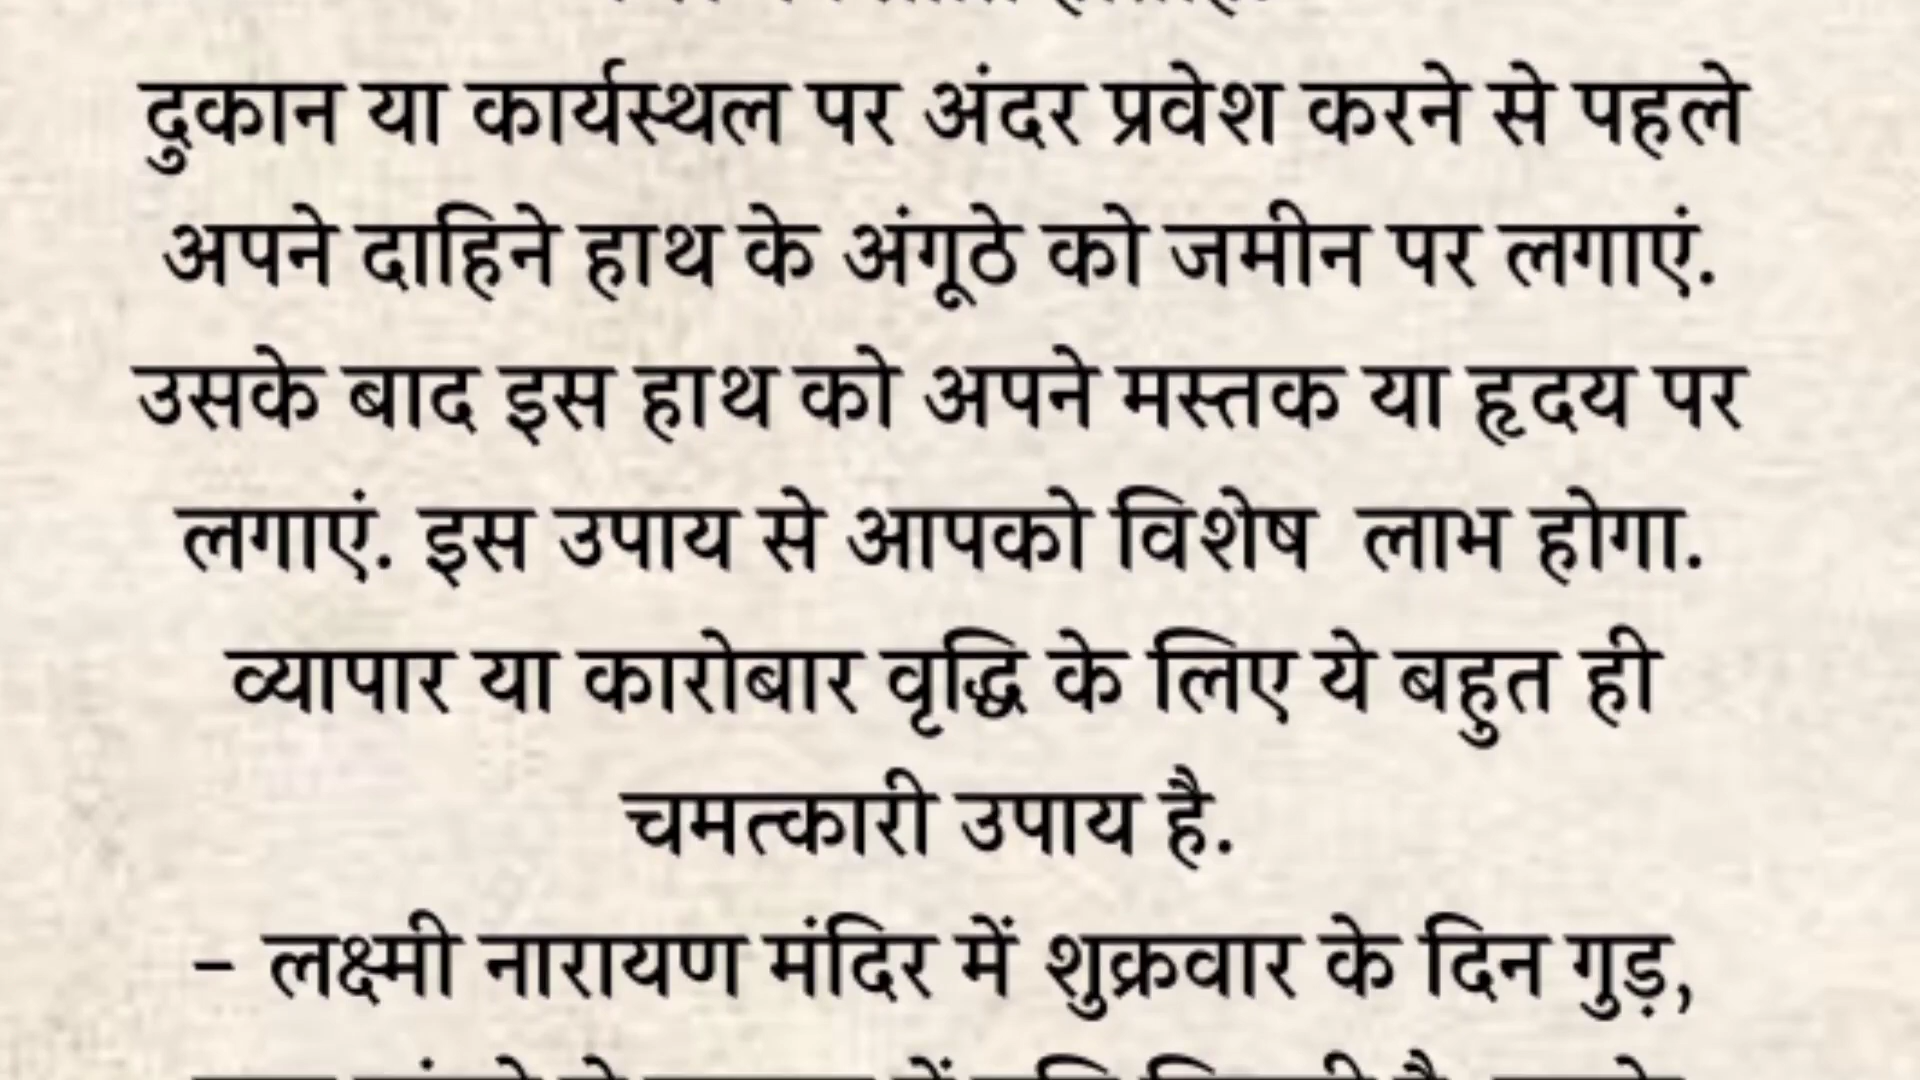 दुकान या कार्यस्थल पर अंदर प्रवेश करने से पहले
अपने दाहिने हाथ के अंगूठे को जमीन पर लगाएं.
उसके बाद इस हाथ को अपने मस्तक या हृदय पर
लगाएं. इस उपाय से आपको विशेष  लाभ होगा.
व्यापार या कारोबार वृद्धि के लिए ये बहुत ही
चमत्कारी उपाय है.
- लक्ष्मी नारायण मंदिर में शुक्रवार के दिन गुड़,